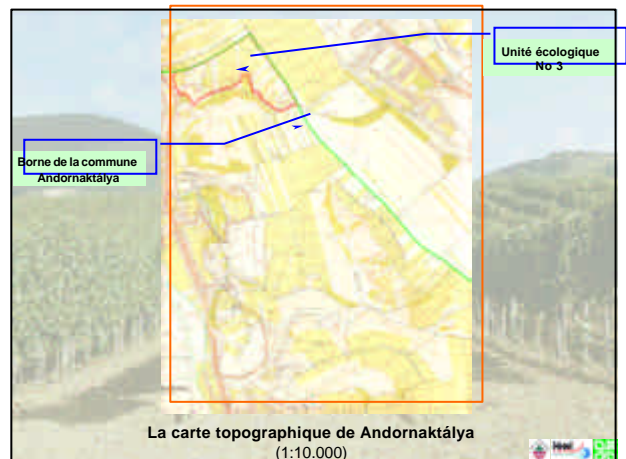 Unité écologique
No 3
Borne de la commune
Andornaktálya
La carte topographique de Andornaktálya
(1:10.000)